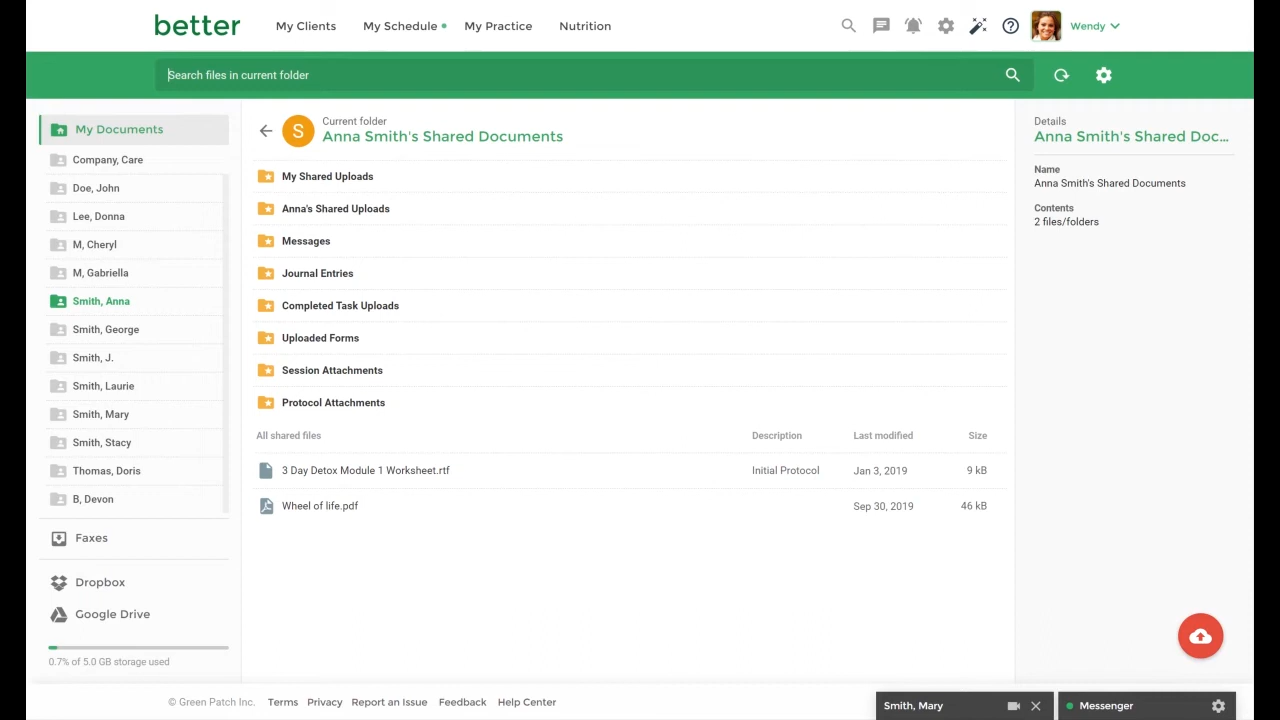 better
My Clients
My Schedule
My Practice
Nutrition
Wendy
Search files in current folder
My Documents
Company, Care
Doe, John
Lee, Donna
M, Cheryl
M, Gabriella
Smith, Anna
Smith, George
Smith, J.
Smith, Laurie
Smith, Mary
Smith, Stacy
Thomas, Doris
B, Devon
Faxes
Dropbox
Google Drive
0.7% of 5.0 GB storage used
S
Current folder
Anna Smith's Shared Documents
My Shared Uploads
Anna's Shared Uploads
Messages
Journal Entries
Completed Task Uploads
Uploaded Forms
Session Attachments
Protocol Attachments
All shared files Description Last modified Size
3 Day Detox Module 1 Worksheet.rtf Initial Protocol Jan 3, 2019 9 kB
Wheel of life.pdf Sep 30, 2019 46 kB
Details
Anna Smith's Shared Doc...
Name
Anna Smith's Shared Documents
Contents
2 files/folders
© Green Patch Inc. Terms Privacy Report an Issue Feedback Help Center
Smith, Mary
Messenger